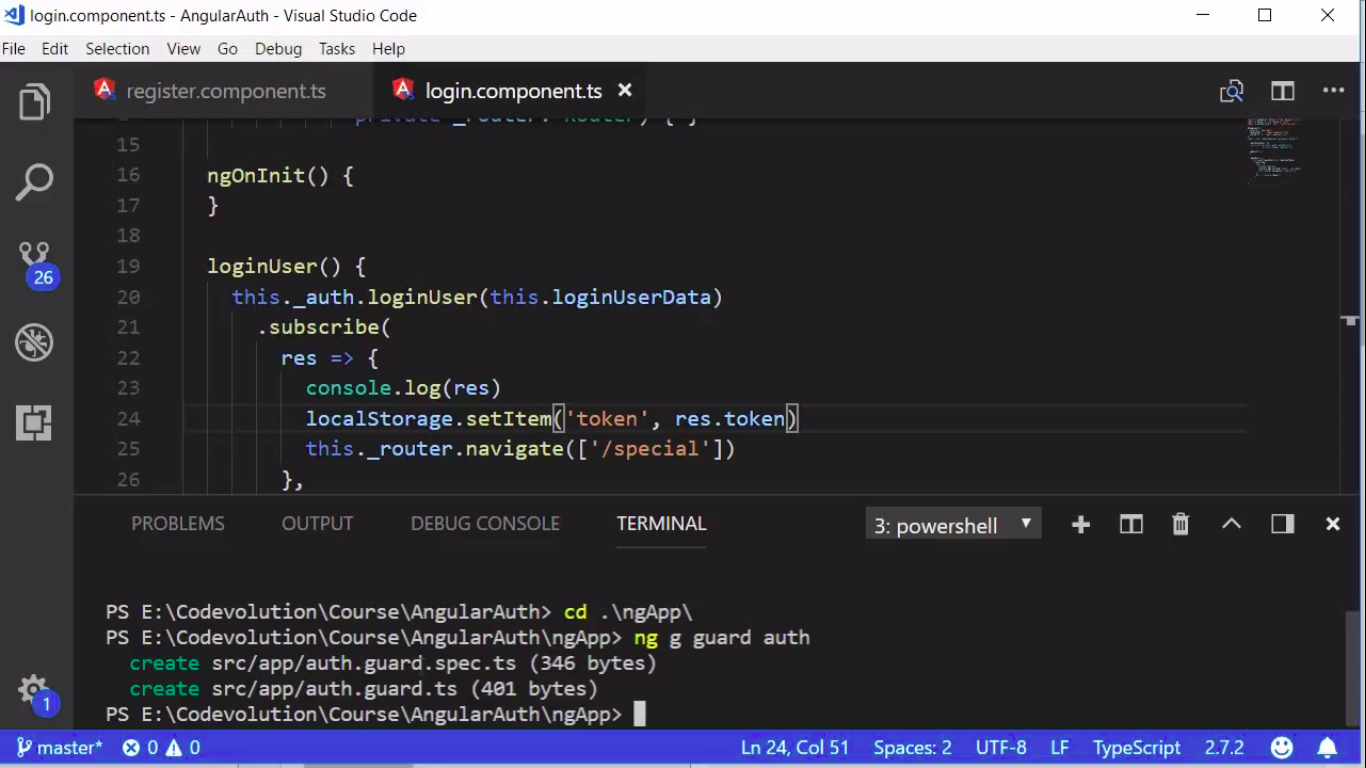 login.component.ts - AngularAuth - Visual Studio Code
File Edit Selection View Go Debug Tasks Help
register.component.ts login.component.ts
private _router: Router) { }
15
16 ngOnInit() {
17 }
18
19 loginUser() {
20 this._auth.loginUser(this.loginUserData)
21 .subscribe(
22 res => {
23 console.log(res)
24 localStorage.setItem('token', res.token)
25 this._router.navigate(['/special'])
26 },
26
PROBLEMS OUTPUT DEBUG CONSOLE TERMINAL 3: powershell
PS E:\Codevolution\Course\AngularAuth> cd .\ngApp\
PS E:\Codevolution\Course\AngularAuth\ngApp> ng g guard auth
create src/app/auth.guard.spec.ts (346 bytes)
create src/app/auth.guard.ts (401 bytes)
PS E:\Codevolution\Course\AngularAuth\ngApp>
1
master* 0 0 Ln 24, Col 51 Spaces: 2 UTF-8 LF TypeScript 2.7.2